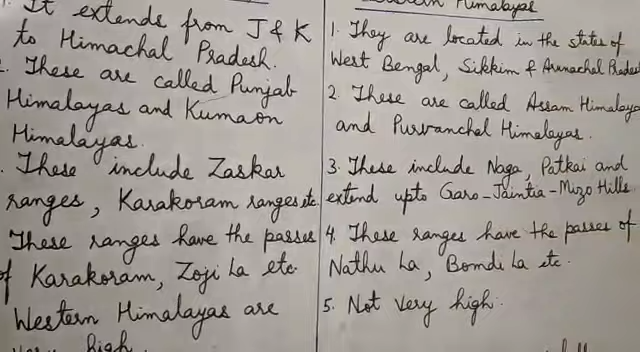 It extends from J & K
to Himachal Pradesh.
These are called Punjab
Himalayas and Kumaon
Himalayas.
These include Zaskar
ranges, Karakoram ranges etc.
These ranges have the passes
of Karakoram, Zoji La etc.
Western Himalayas are
high.
Himalayas
1. They are located in the states of
West Bengal, Sikkim & Arunachal Prades
2. These are called Assam Himalaya
and Purvanchal Himalayas.
3. These include Naga, Patkai and
extend upto Garo-Jaintia-Mizo Hills
4. These ranges have the passes of
Nathu La, Bomdi La etc.
5. Not very high.